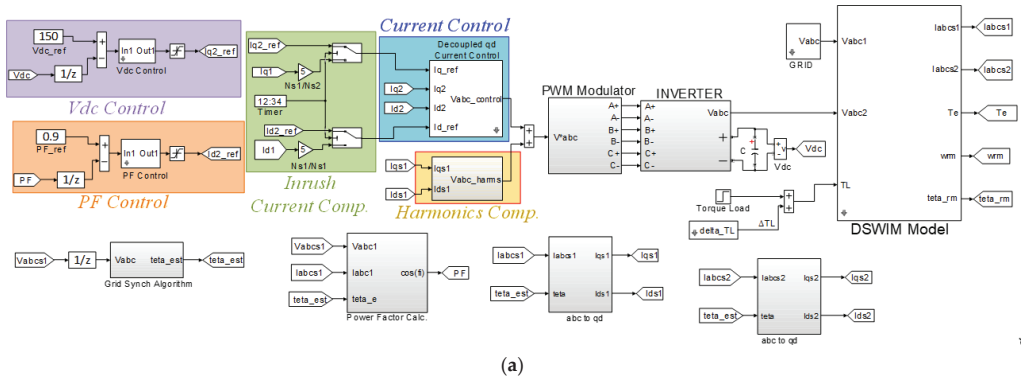 150
Vdc_ref
Vdc
1/z
+
−
In1 Out1
Vdc Control
Iq2_ref
Vdc Control
0.9
PF_ref
PF
1/z
+
−
In1 Out1
PF Control
Id2_ref
PF Control
Iq2_ref
Iq1
5
Ns1/Ns2
12:34
Timer
Id2_ref
Id1
5
Ns1/Ns1
Inrush
Current Comp.
Current Control
Decoupled qd
Current Control
Iq_ref
Iq2
Id2
Id_ref
Vabc_control
Iq2
Id2
Iqs1
Ids1
Iqs1
Ids1
Vabc_harms
Harmonics Comp.
+
+
PWM Modulator
V*abc
A+
A-
B+
B-
C+
C-
INVERTER
A+
A-
B+
B-
C+
C-
Vabc
+
−
C
+
-
v
Vdc
Vdc
Vabc
GRID
Torque Load
delta_TL
ΔTL
+
+
Vabc1
Vabc2
TL
Iabcs1
Iabcs2
Te
wrm
teta_rm
DSWIM Model
Iabcs1
Iabcs2
Te
wrm
teta_rm
Vabcs1
1/z
Vabc
teta_est
teta_est
Grid Synch Algorithm
Vabcs1
Iabcs1
teta_est
Vabc1
Iabc1
teta_e
cos(fi)
PF
Power Factor Calc.
Iabcs1
teta_est
Iabcs1
teta
Iqs1
Ids1
Iqs1
Ids1
abc to qd
Iabcs2
teta_est
Iabcs2
teta
Iqs2
Ids2
Iqs2
Ids2
abc to qd
(a)